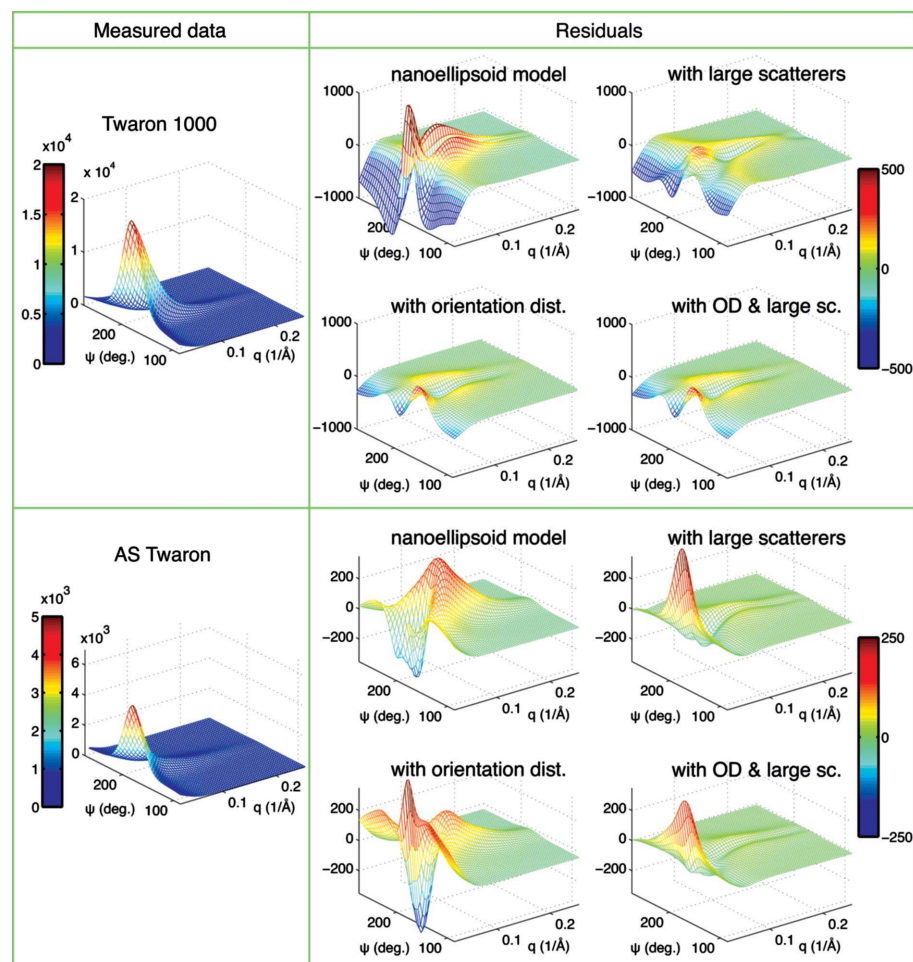 Measured data
Residuals
Twaron 1000
×10⁴
2
1.5
1
0.5
0
×10⁴
2
1
0
200
100
ψ (deg.)
0.1
0.2
q (1/Å)
nanoellipsoid model
1000
0
−1000
200
100
ψ (deg.)
0.1
0.2
q (1/Å)
with large scatterers
1000
0
−1000
200
100
ψ (deg.)
0.1
0.2
q (1/Å)
500
0
−500
with orientation dist.
1000
0
−1000
200
100
ψ (deg.)
0.1
0.2
q (1/Å)
with OD & large sc.
1000
0
−1000
200
100
ψ (deg.)
0.1
0.2
q (1/Å)
AS Twaron
×10³
5
4
3
2
1
0
×10³
6
4
2
0
200
100
ψ (deg.)
0.1
0.2
q (1/Å)
nanoellipsoid model
200
0
−200
200
100
ψ (deg.)
0.1
0.2
q (1/Å)
with large scatterers
200
0
−200
200
100
ψ (deg.)
0.1
0.2
q (1/Å)
250
0
−250
with orientation dist.
200
0
−200
200
100
ψ (deg.)
0.1
0.2
q (1/Å)
with OD & large sc.
200
0
−200
200
100
ψ (deg.)
0.1
0.2
q (1/Å)